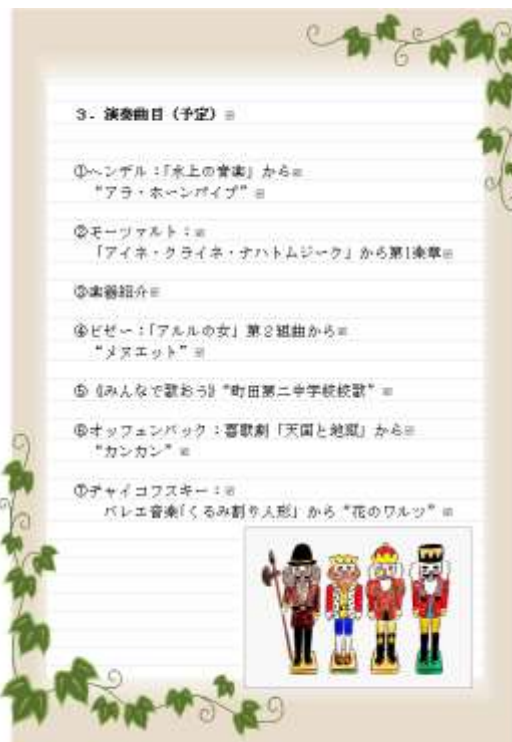 3. 演奏曲目（予定）
①ヘンデル：「水上の音楽」から
“アラ・ホーンパイプ”
②モーツァルト：
「アイネ・クライネ・ナハトムジーク」から第1楽章
③楽器紹介
④ビゼー：「アルルの女」第２組曲から
“メヌエット”
⑤《みんなで歌おう》“町田第二中学校校歌”
⑥オッフェンバック：喜歌劇「天国と地獄」から
“カンカン”
⑦チャイコフスキー：
バレエ音楽「くるみ割り人形」から“花のワルツ”